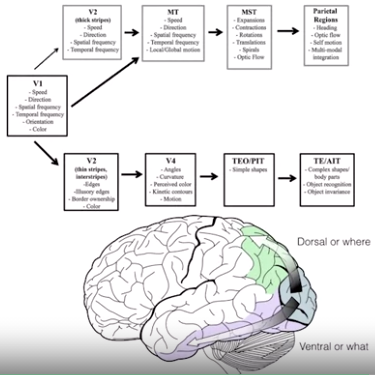 V2
(thick stripes)
- Speed
- Direction
- Spatial frequency
- Temporal frequency
MT
- Speed
- Direction
- Spatial frequency
- Temporal frequency
- Local/Global motion
MST
- Expansions
- Contractions
- Rotations
- Translations
- Spirals
- Optic Flow
Parietal
Regions
- Heading
- Optic flow
- Self motion
- Multi-modal
integration
V1
- Speed
- Direction
- Spatial frequency
- Temporal frequency
- Orientation
- Color
V2
(thin stripes,
interstripes)
-Edges
-Illusory edges
- Border ownership
- Color
V4
- Angles
- Curvature
- Perceived color
- Kinetic contours
- Motion
TEO/PIT
- Simple shapes
TE/AIT
- Complex shapes/
body parts
- Object recognition
- Object invariance
Dorsal or where
Ventral or what